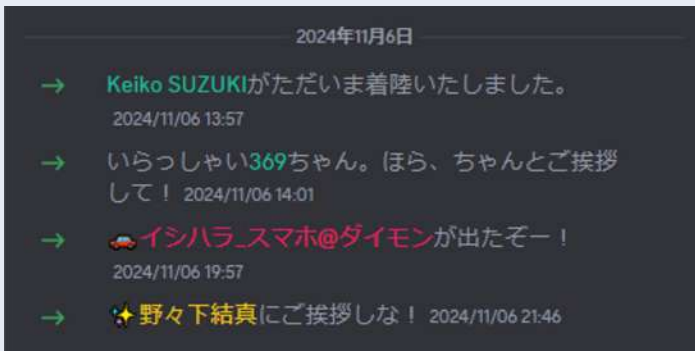 2024年11月6日
Keiko SUZUKIがただいま着陸いたしました。
2024/11/06 13:57
いらっしゃい369ちゃん。ほら、ちゃんとご挨拶
して！ 2024/11/06 14:01
🚗イシハラ_スマホ@ダイモンが出たぞー！
2024/11/06 19:57
✨野々下結真にご挨拶しな！ 2024/11/06 21:46